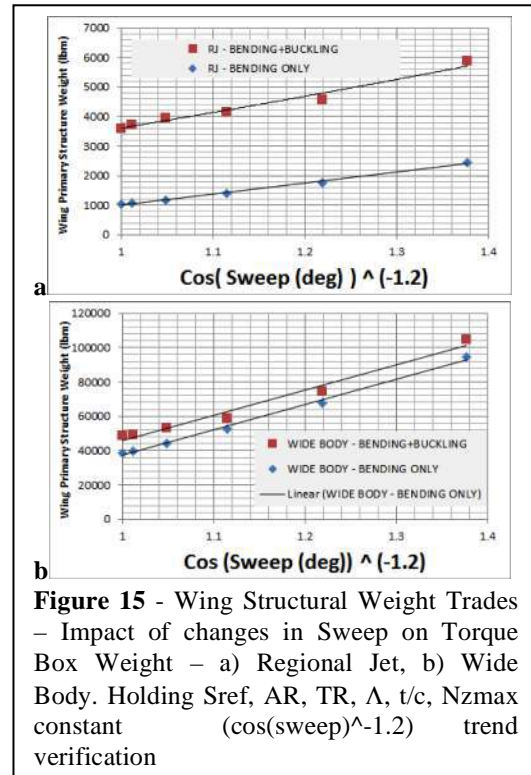 7000
6000
5000
4000
3000
2000
1000
0
Wing Primary Structure Weight (lbm)
RJ - BENDING+BUCKLING
RJ - BENDING ONLY
1
1.1
1.2
1.3
1.4
Cos( Sweep (deg) ) ^ (-1.2)
a
120000
100000
80000
60000
40000
20000
0
Wing Primary Structure Weight (lbm)
WIDE BODY - BENDING+BUCKLING
WIDE BODY - BENDING ONLY
Linear (WIDE BODY - BENDING ONLY)
1
1.1
1.2
1.3
1.4
Cos (Sweep (deg)) ^ (-1.2)
b
Figure 15 - Wing Structural Weight Trades
– Impact of changes in Sweep on Torque
Box Weight – a) Regional Jet, b) Wide
Body. Holding Sref, AR, TR, Λ, t/c, Nzmax
constant (cos(sweep)^-1.2) trend
verification